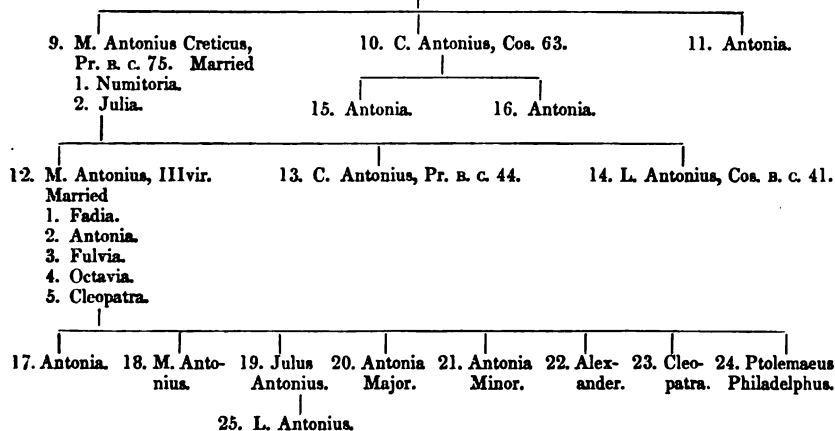 9. M. Antonius Creticus,
Pr. B. C. 75. Married
1. Numitoria.
2. Julia.
10. C. Antonius, Cos. 63.
11. Antonia.
15. Antonia.
16. Antonia.
12. M. Antonius, IIIvir.
Married
1. Fadia.
2. Antonia.
3. Fulvia.
4. Octavia.
5. Cleopatra.
13. C. Antonius, Pr. B. C. 44.
14. L. Antonius, Cos. B. C. 41.
17. Antonia.
18. M. Anto-
nius.
19. Julus
Antonius.
20. Antonia
Major.
21. Antonia
Minor.
22. Alex-
ander.
23. Cleo-
patra.
24. Ptolemaeus
Philadelphus.
25. L. Antonius.